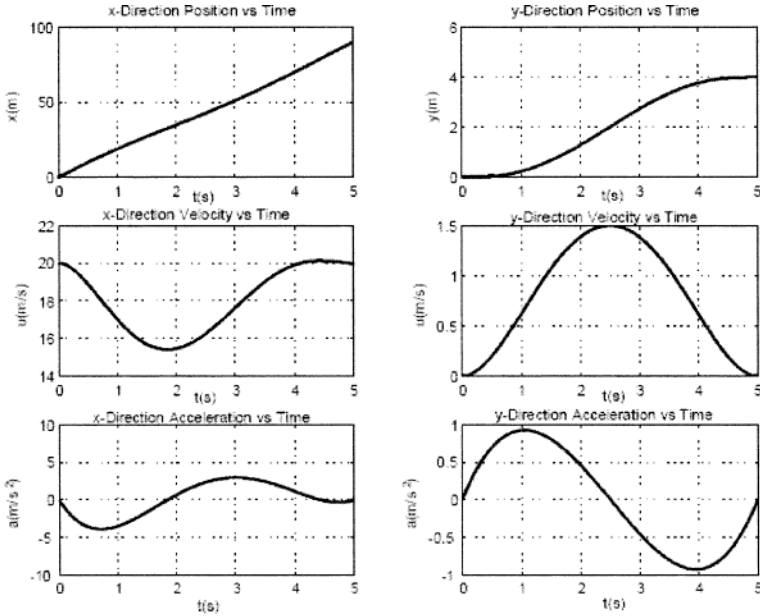 x-Direction Position vs Time
100
50
0
x(m)
0 1 2 3 4 5
t(s)
y-Direction Position vs Time
6
4
2
0
y(m)
0 1 2 3 4 5
t(s)
x-Direction Velocity vs Time
22
20
18
16
14
u(m/s)
0 1 2 3 4 5
t(s)
y-Direction Velocity vs Time
1.5
1
0.5
0
u(m/s)
0 1 2 3 4 5
t(s)
x-Direction Acceleration vs Time
10
5
0
-5
-10
a(m/s²)
0 1 2 3 4 5
t(s)
y-Direction Acceleration vs Time
1
0.5
0
-0.5
-1
a(m/s²)
0 1 2 3 4 5
t(s)